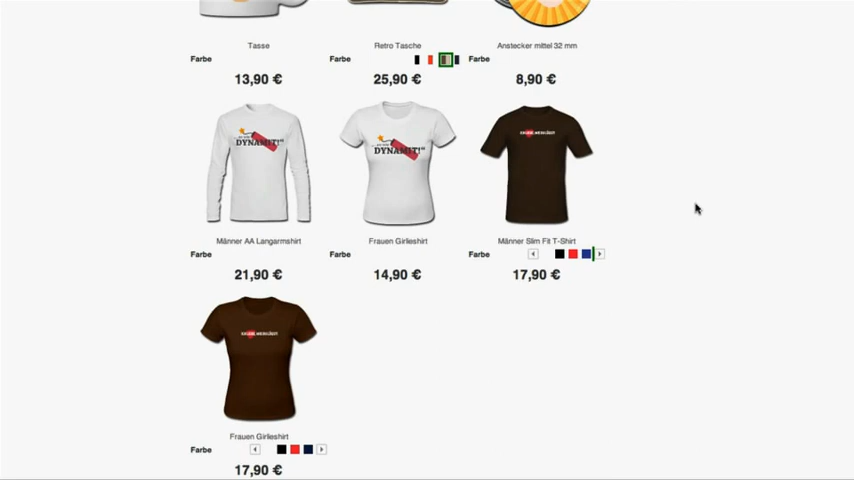 Tasse
Retro Tasche
Anstecker mittel 32 mm
Farbe
Farbe
Farbe
13,90 €
25,90 €
8,90 €
DYNAMIT!"
DYNAMIT!"
Männer AA Langarmshirt
Frauen Girlieshirt
Männer Slim Fit T-Shirt
Farbe
Farbe
Farbe
21,90 €
14,90 €
17,90 €
Frauen Girlieshirt
Farbe
17,90 €